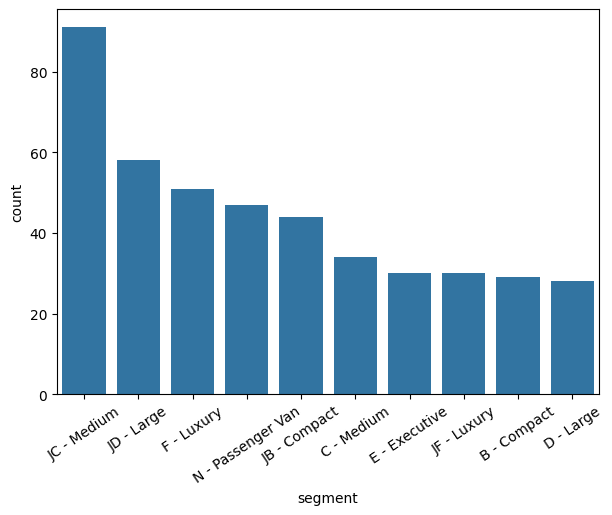 80
60
40
20
0
count
JC - Medium
JD - Large
F - Luxury
N - Passenger Van
JB - Compact
C - Medium
E - Executive
JF - Luxury
B - Compact
D - Large
segment